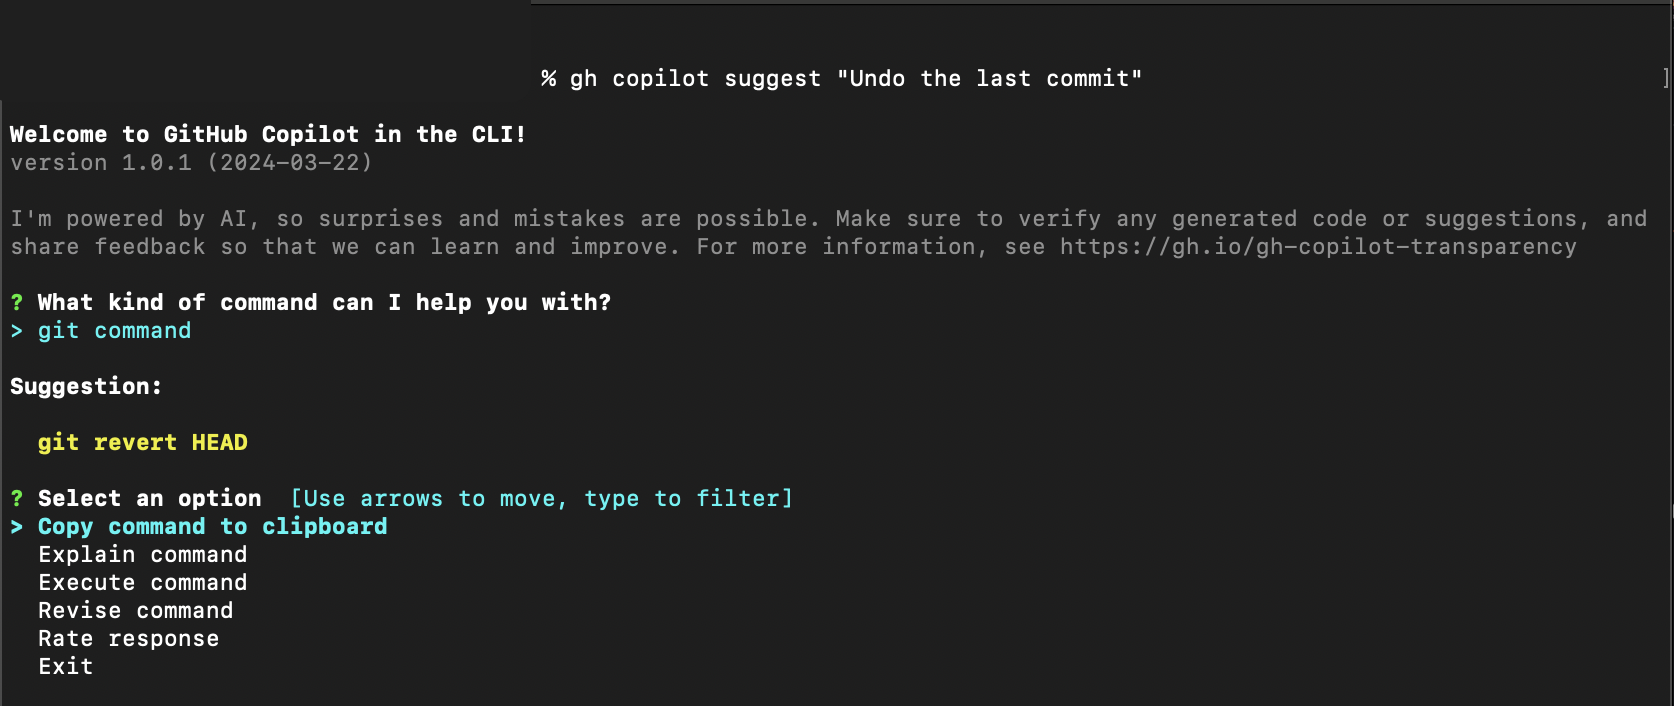 % gh copilot suggest "Undo the last commit" ]
Welcome to GitHub Copilot in the CLI!
version 1.0.1 (2024-03-22)
I'm powered by AI, so surprises and mistakes are possible. Make sure to verify any generated code or suggestions, and
share feedback so that we can learn and improve. For more information, see https://gh.io/gh-copilot-transparency
? What kind of command can I help you with?
> git command
Suggestion:
git revert HEAD
? Select an option [Use arrows to move, type to filter]
> Copy command to clipboard
Explain command
Execute command
Revise command
Rate response
Exit